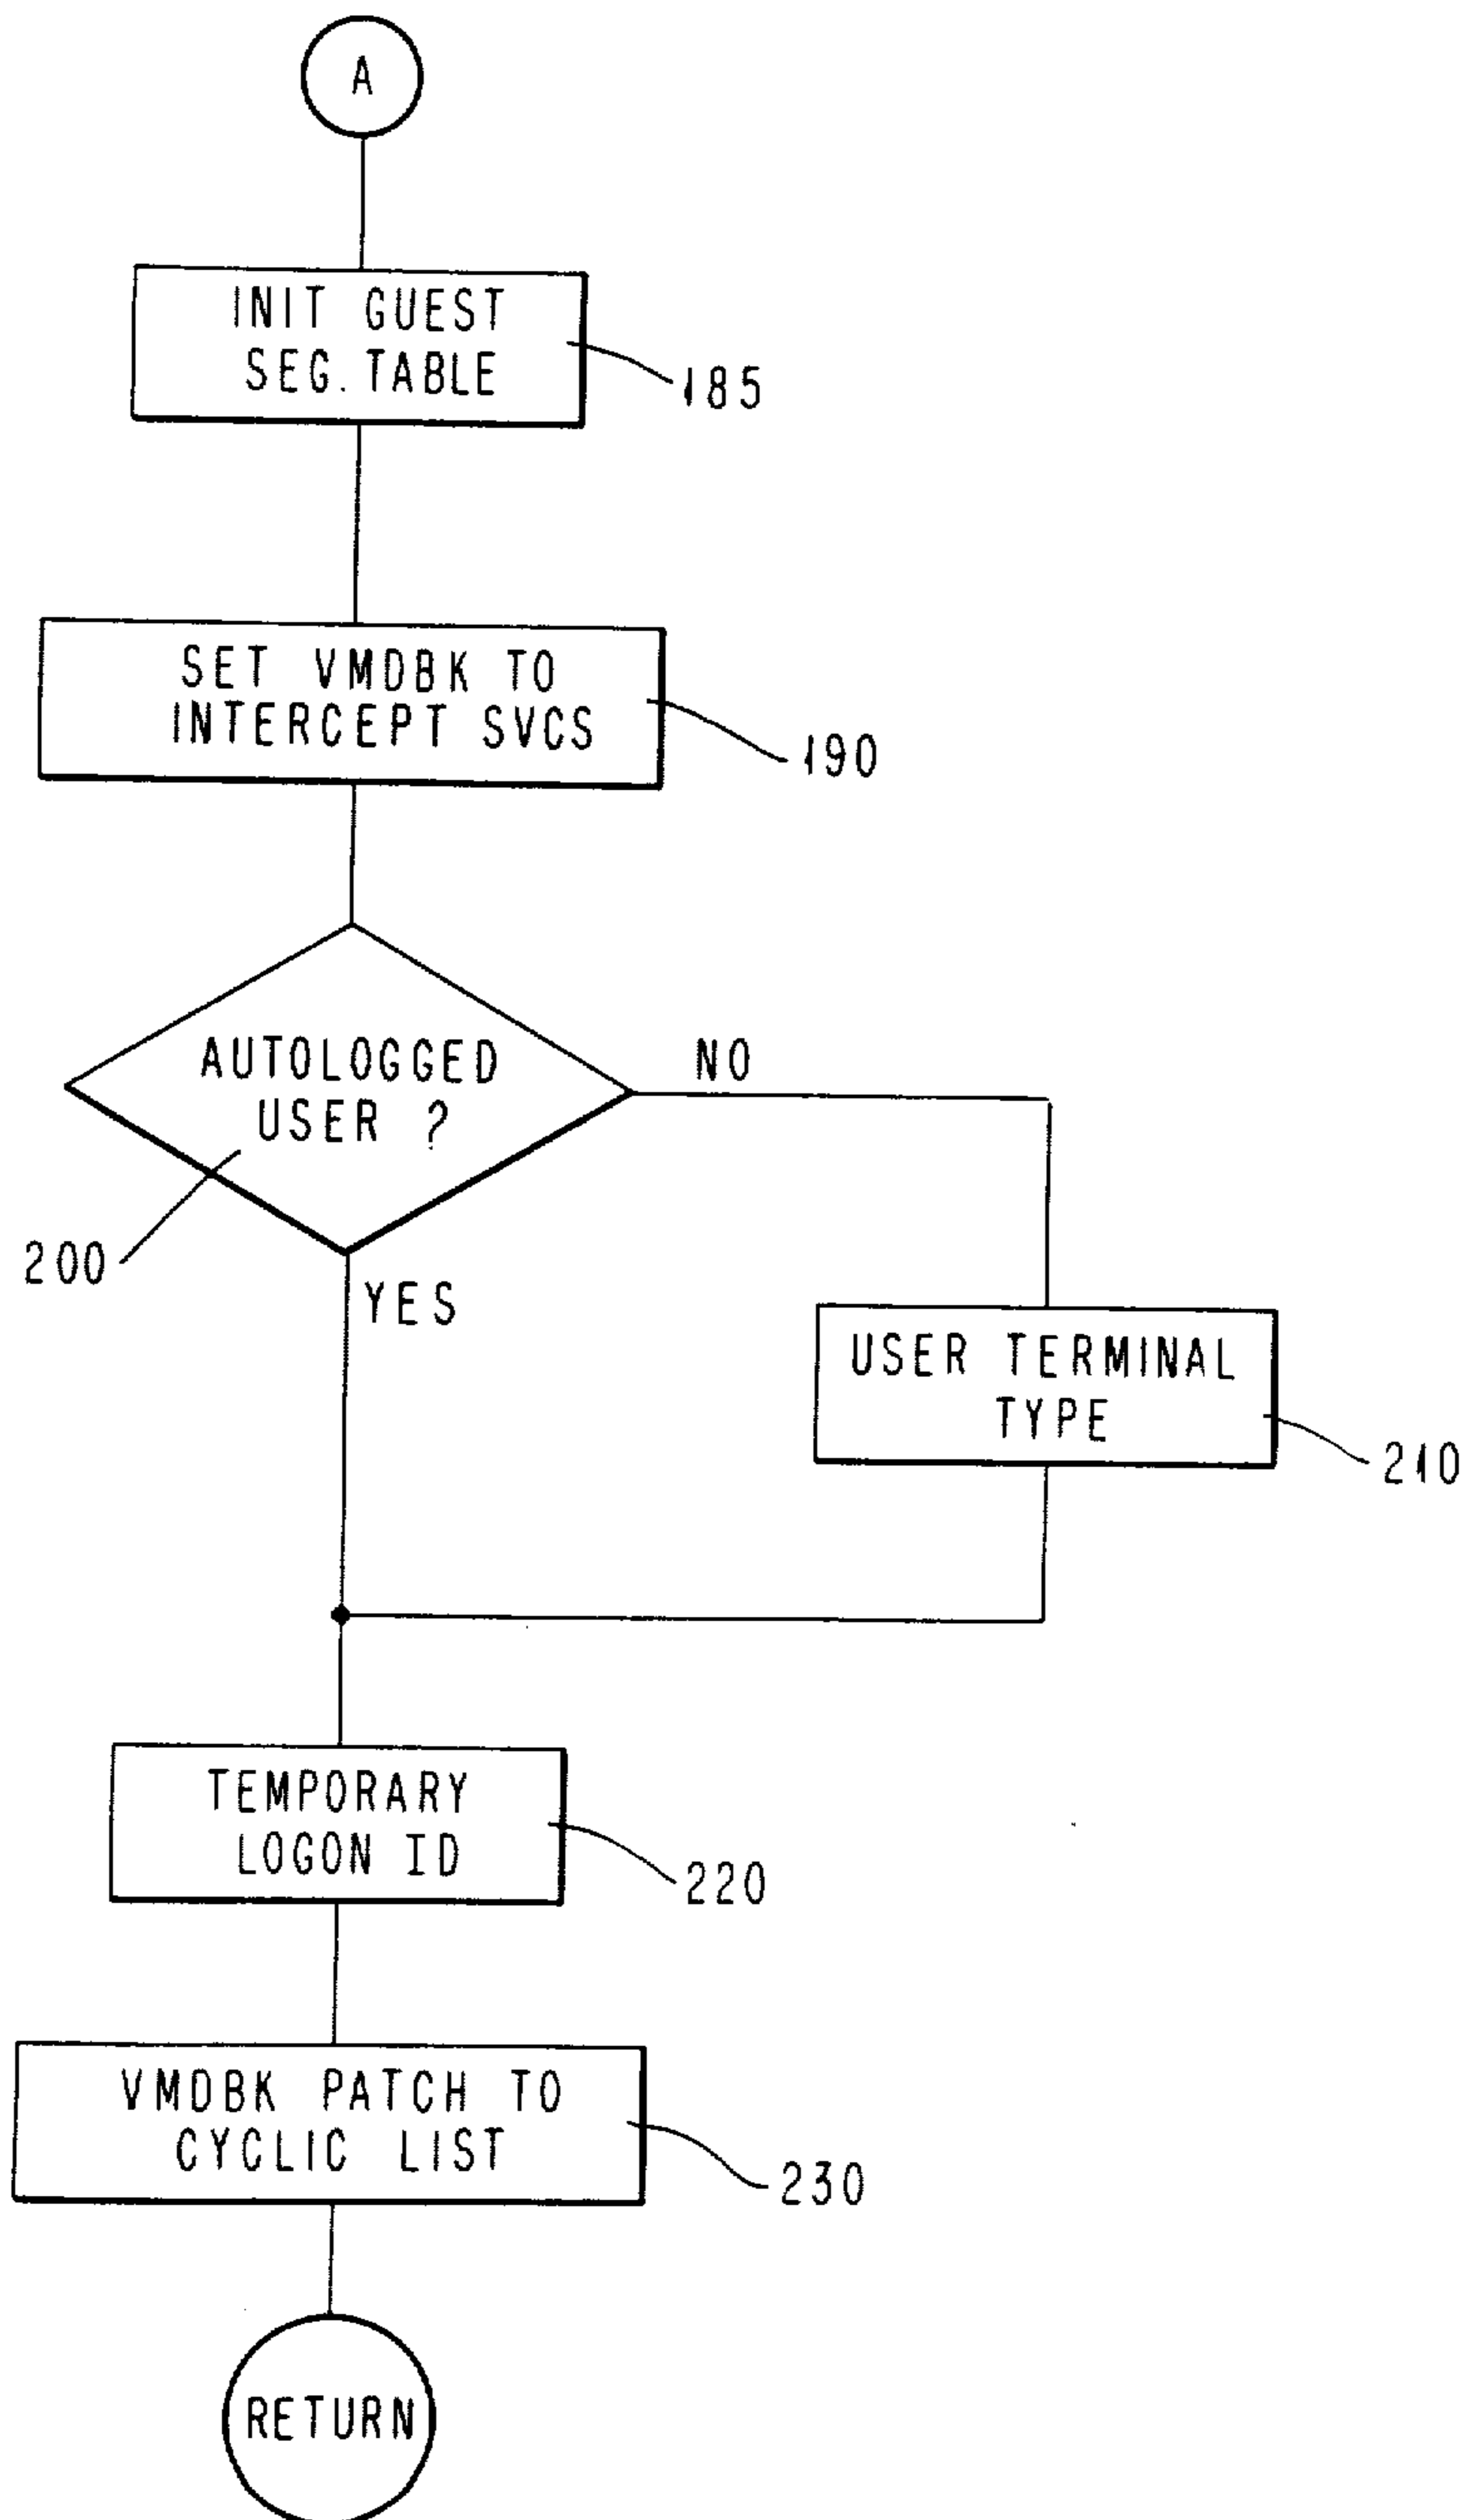 A
INIT GUEST
SEG. TABLE
185
SET VMDBK TO
INTERCEPT SVCS
190
AUTOLOGGED
USER ?
NO
200
YES
USER TERMINAL
TYPE
210
TEMPORARY
LOGON ID
220
VMDBK PATCH TO
CYCLIC LIST
230
RETURN